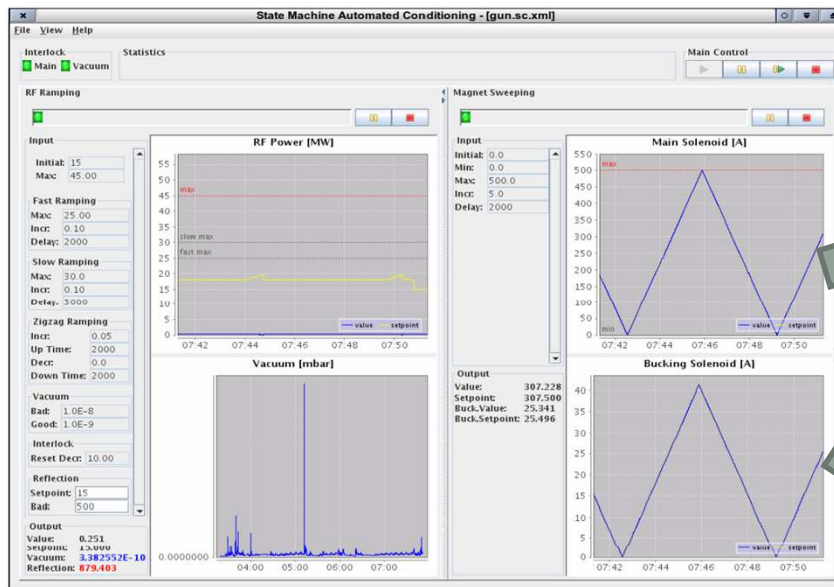 State Machine Automated Conditioning - [gun.sc.xml]
File View Help
Interlock
Main Vacuum
Statistics
Main Control
RF Ramping
Input
Initial: 15
Max: 45.00
Fast Ramping
Max: 25.00
Incr: 0.10
Delay: 2000
Slow Ramping
Max: 30.0
Incr: 0.10
Delay: 5000
Zigzag Ramping
Incr: 0.05
Up Time: 2000
Decr: 0.0
Down Time: 2000
Vacuum
Bad: 1.0E-8
Good: 1.0E-9
Interlock
Reset Decr: 10.00
Reflection
Setpoint: 15
Bad: 500
Output
Value: 0.251
Setpoint: 15.000
Vacuum: 3.382552E-10
Reflection: 879.403
RF Power [MW]
55
50
45
40
35
30
25
20
15
10
5
0
max
slow max
fast max
value setpoint
07:42 07:44 07:46 07:48 07:50
Vacuum [mbar]
0.0000000
04:00 05:00 06:00 07:00
Magnet Sweeping
Input
Initial: 0.0
Min: 0.0
Max: 500.0
Incr: 5.0
Delay: 2000
Output
Value: 307.228
Setpoint: 307.500
Buck.Value: 25.341
Buck.Setpoint: 25.496
Main Solenoid [A]
550
500
450
400
350
300
250
200
150
100
50
0
max
min
value setpoint
07:42 07:44 07:46 07:48 07:50
Bucking Solenoid [A]
40
35
30
25
20
15
10
5
0
value setpoint
07:42 07:44 07:46 07:48 07:50